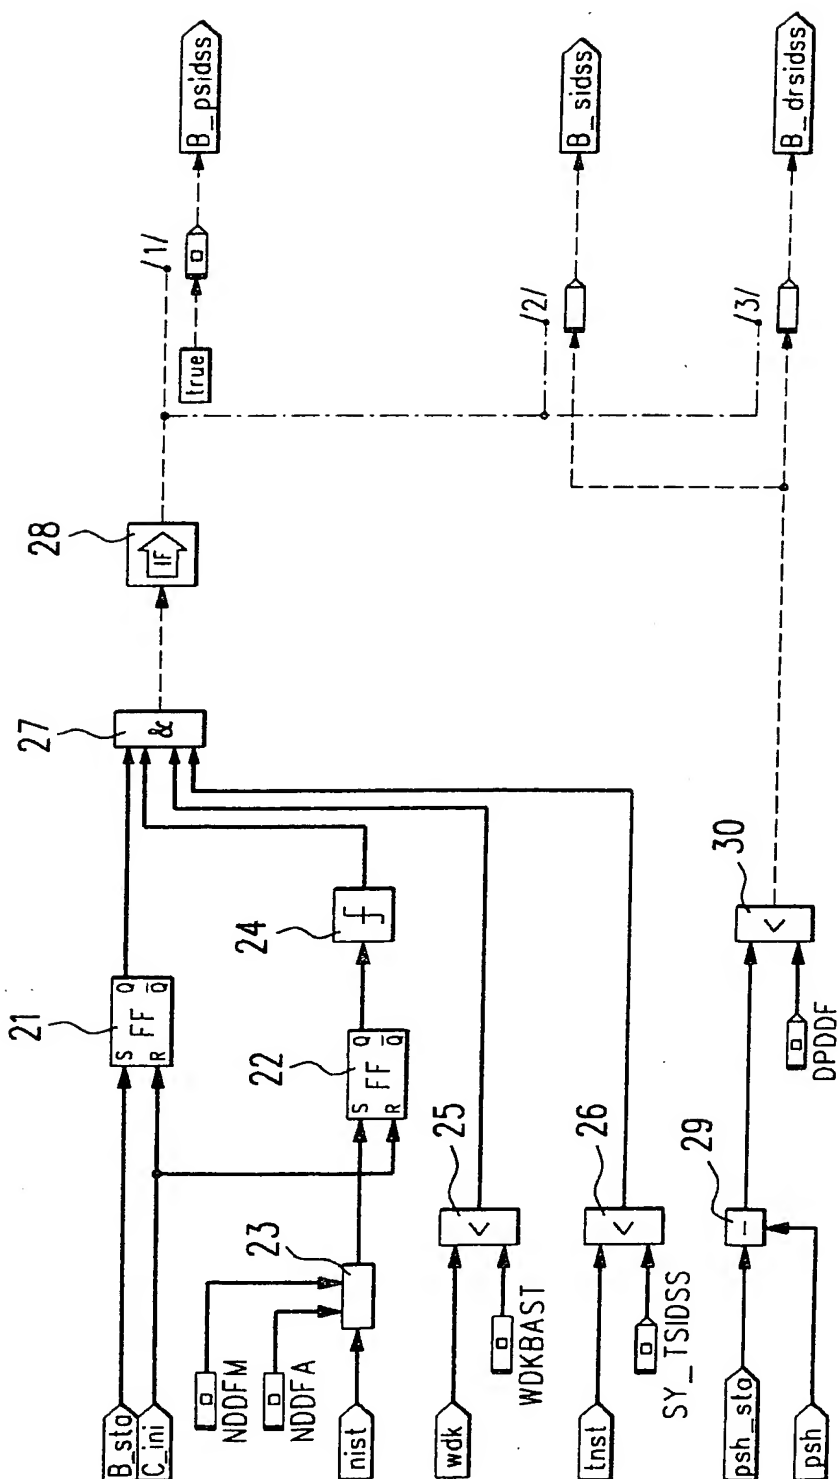 B_sta
C_ini
NDDFM
NDDFA
nist
wdk
WDKBAST
tnst
SY_TSIDSS
psh_sta
psh
DPDDF
21
S
R
FF
Q
Q̅
22
S
R
FF
Q
Q̅
23
24
25
<
26
<
27
&
28
IF
29
−
30
<
true
/1/
/2/
/3/
B_psidss
B_sidss
B_drsidss